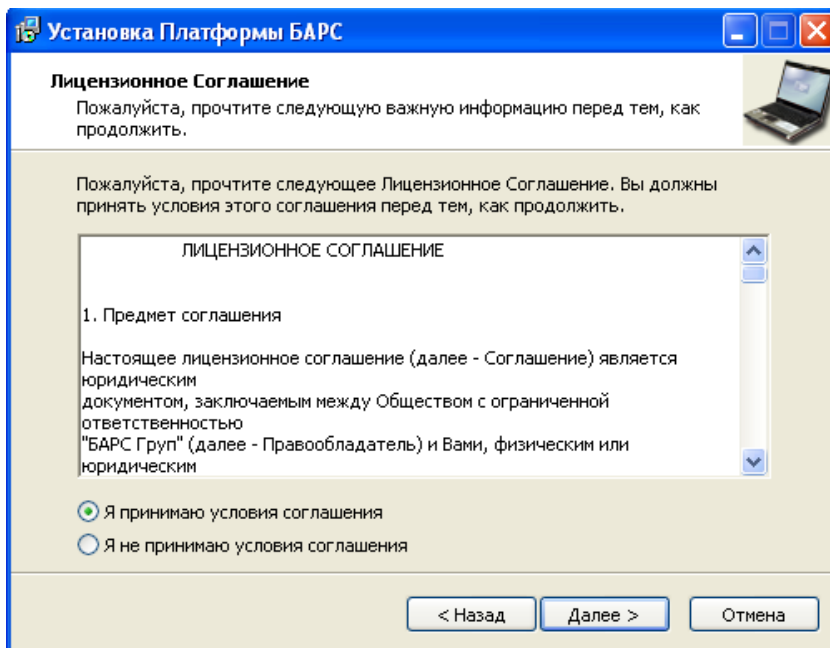 Установка Платформы БАРС
Лицензионное Соглашение
Пожалуйста, прочтите следующую важную информацию перед тем, как
продолжить.
Пожалуйста, прочтите следующее Лицензионное Соглашение. Вы должны
принять условия этого соглашения перед тем, как продолжить.
ЛИЦЕНЗИОННОЕ СОГЛАШЕНИЕ
1. Предмет соглашения
Настоящее лицензионное соглашение (далее - Соглашение) является
юридическим
документом, заключаемым между Обществом с ограниченной
ответственностью
"БАРС Груп" (далее - Правообладатель) и Вами, физическим или
юридическим
Я принимаю условия соглашения
Я не принимаю условия соглашения
< Назад
Далее >
Отмена